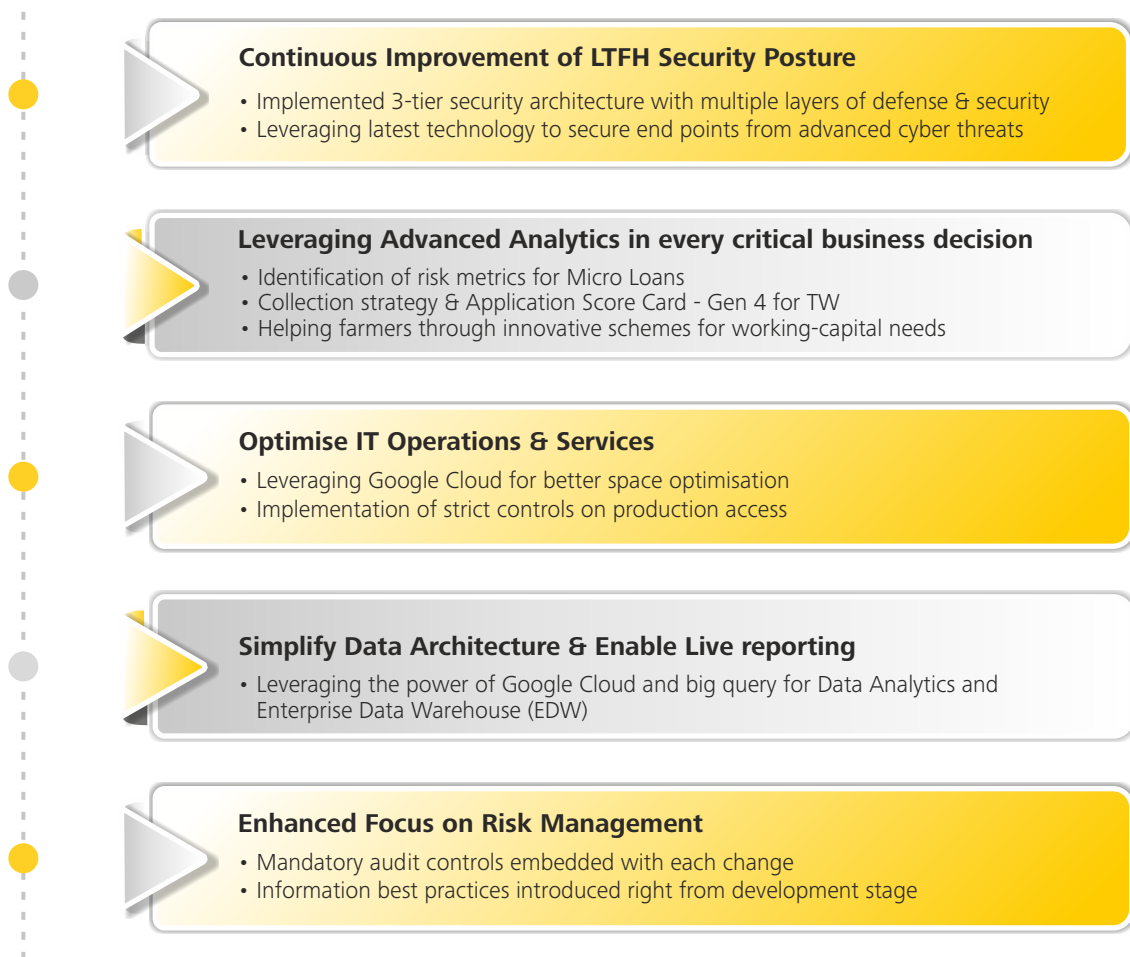 Continuous Improvement of LTFH Security Posture
• Implemented 3-tier security architecture with multiple layers of defense & security
• Leveraging latest technology to secure end points from advanced cyber threats
Leveraging Advanced Analytics in every critical business decision
• Identification of risk metrics for Micro Loans
• Collection strategy & Application Score Card - Gen 4 for TW
• Helping farmers through innovative schemes for working-capital needs
Optimise IT Operations & Services
• Leveraging Google Cloud for better space optimisation
• Implementation of strict controls on production access
Simplify Data Architecture & Enable Live reporting
• Leveraging the power of Google Cloud and big query for Data Analytics and
Enterprise Data Warehouse (EDW)
Enhanced Focus on Risk Management
• Mandatory audit controls embedded with each change
• Information best practices introduced right from development stage